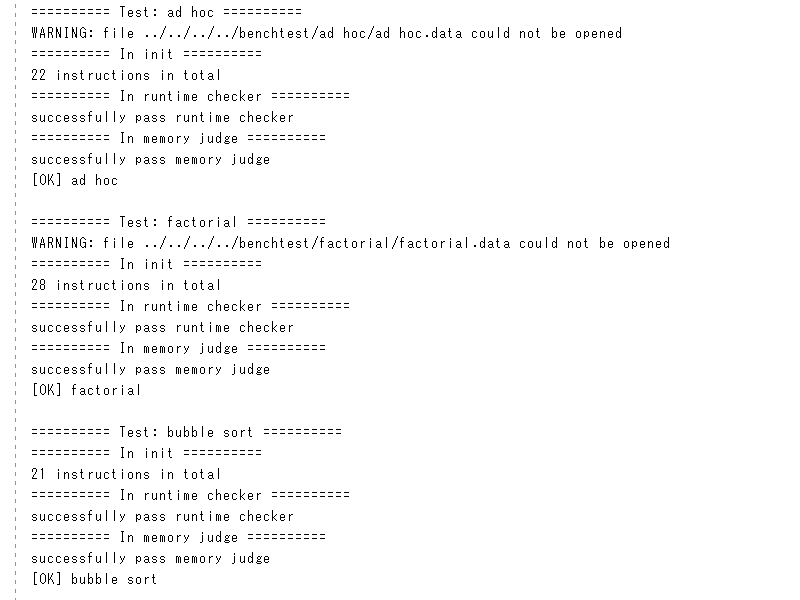 ========== Test: ad hoc ==========
WARNING: file ../../../../benchtest/ad hoc/ad hoc.data could not be opened
========== In init ==========
22 instructions in total
========== In runtime checker ==========
successfully pass runtime checker
========== In memory judge ==========
successfully pass memory judge
[OK] ad hoc
========== Test: factorial ==========
WARNING: file ../../../../benchtest/factorial/factorial.data could not be opened
========== In init ==========
28 instructions in total
========== In runtime checker ==========
successfully pass runtime checker
========== In memory judge ==========
successfully pass memory judge
[OK] factorial
========== Test: bubble sort ==========
========== In init ==========
21 instructions in total
========== In runtime checker ==========
successfully pass runtime checker
========== In memory judge ==========
successfully pass memory judge
[OK] bubble sort